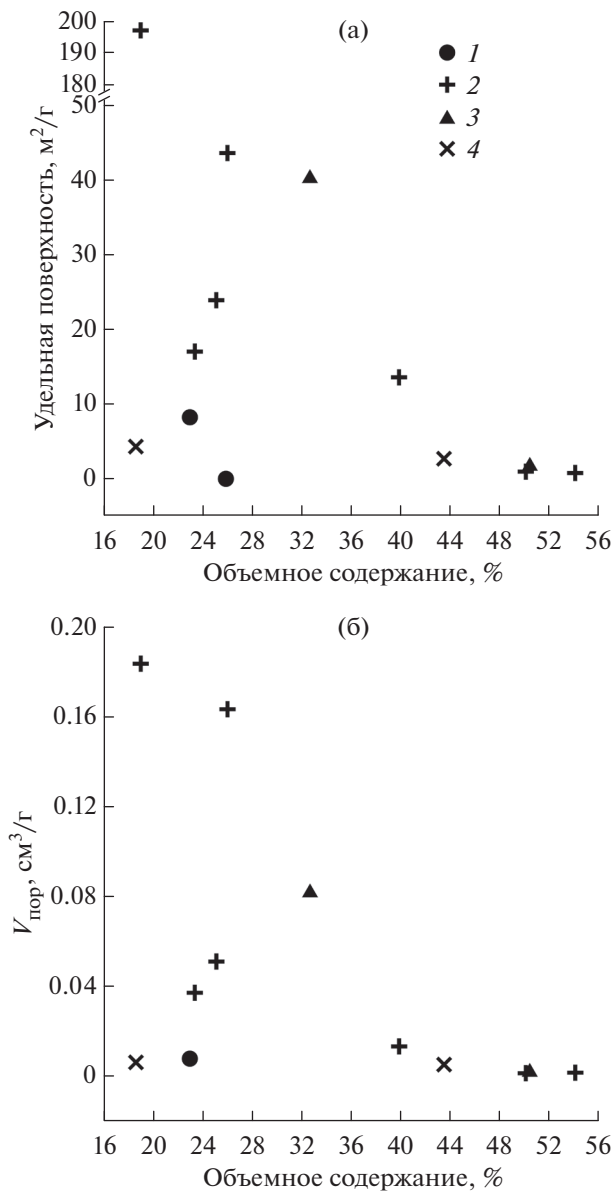 (а)
200
190
180
50
40
30
20
10
0
1
2
3
4
Удельная поверхность, м²/г
16 20 24 28 32 36 40 44 48 52 56
Объемное содержание, %
(б)
0.20
0.16
0.12
0.08
0.04
0
Vпор, см³/г
16 20 24 28 32 36 40 44 48 52 56
Объемное содержание, %